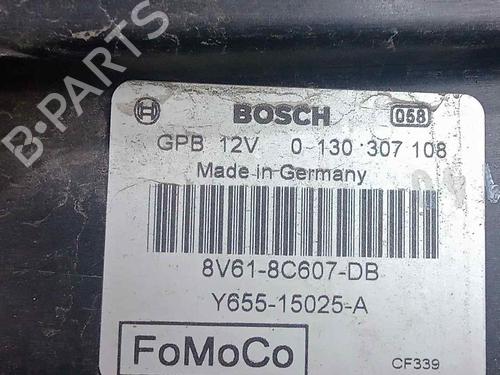 BOSCH 058
GPB 12V 0 130 307 108
Made in Germany
8V61-8C607-DB
Y655-15025-A
FoMoCo CF339
B-PARTS